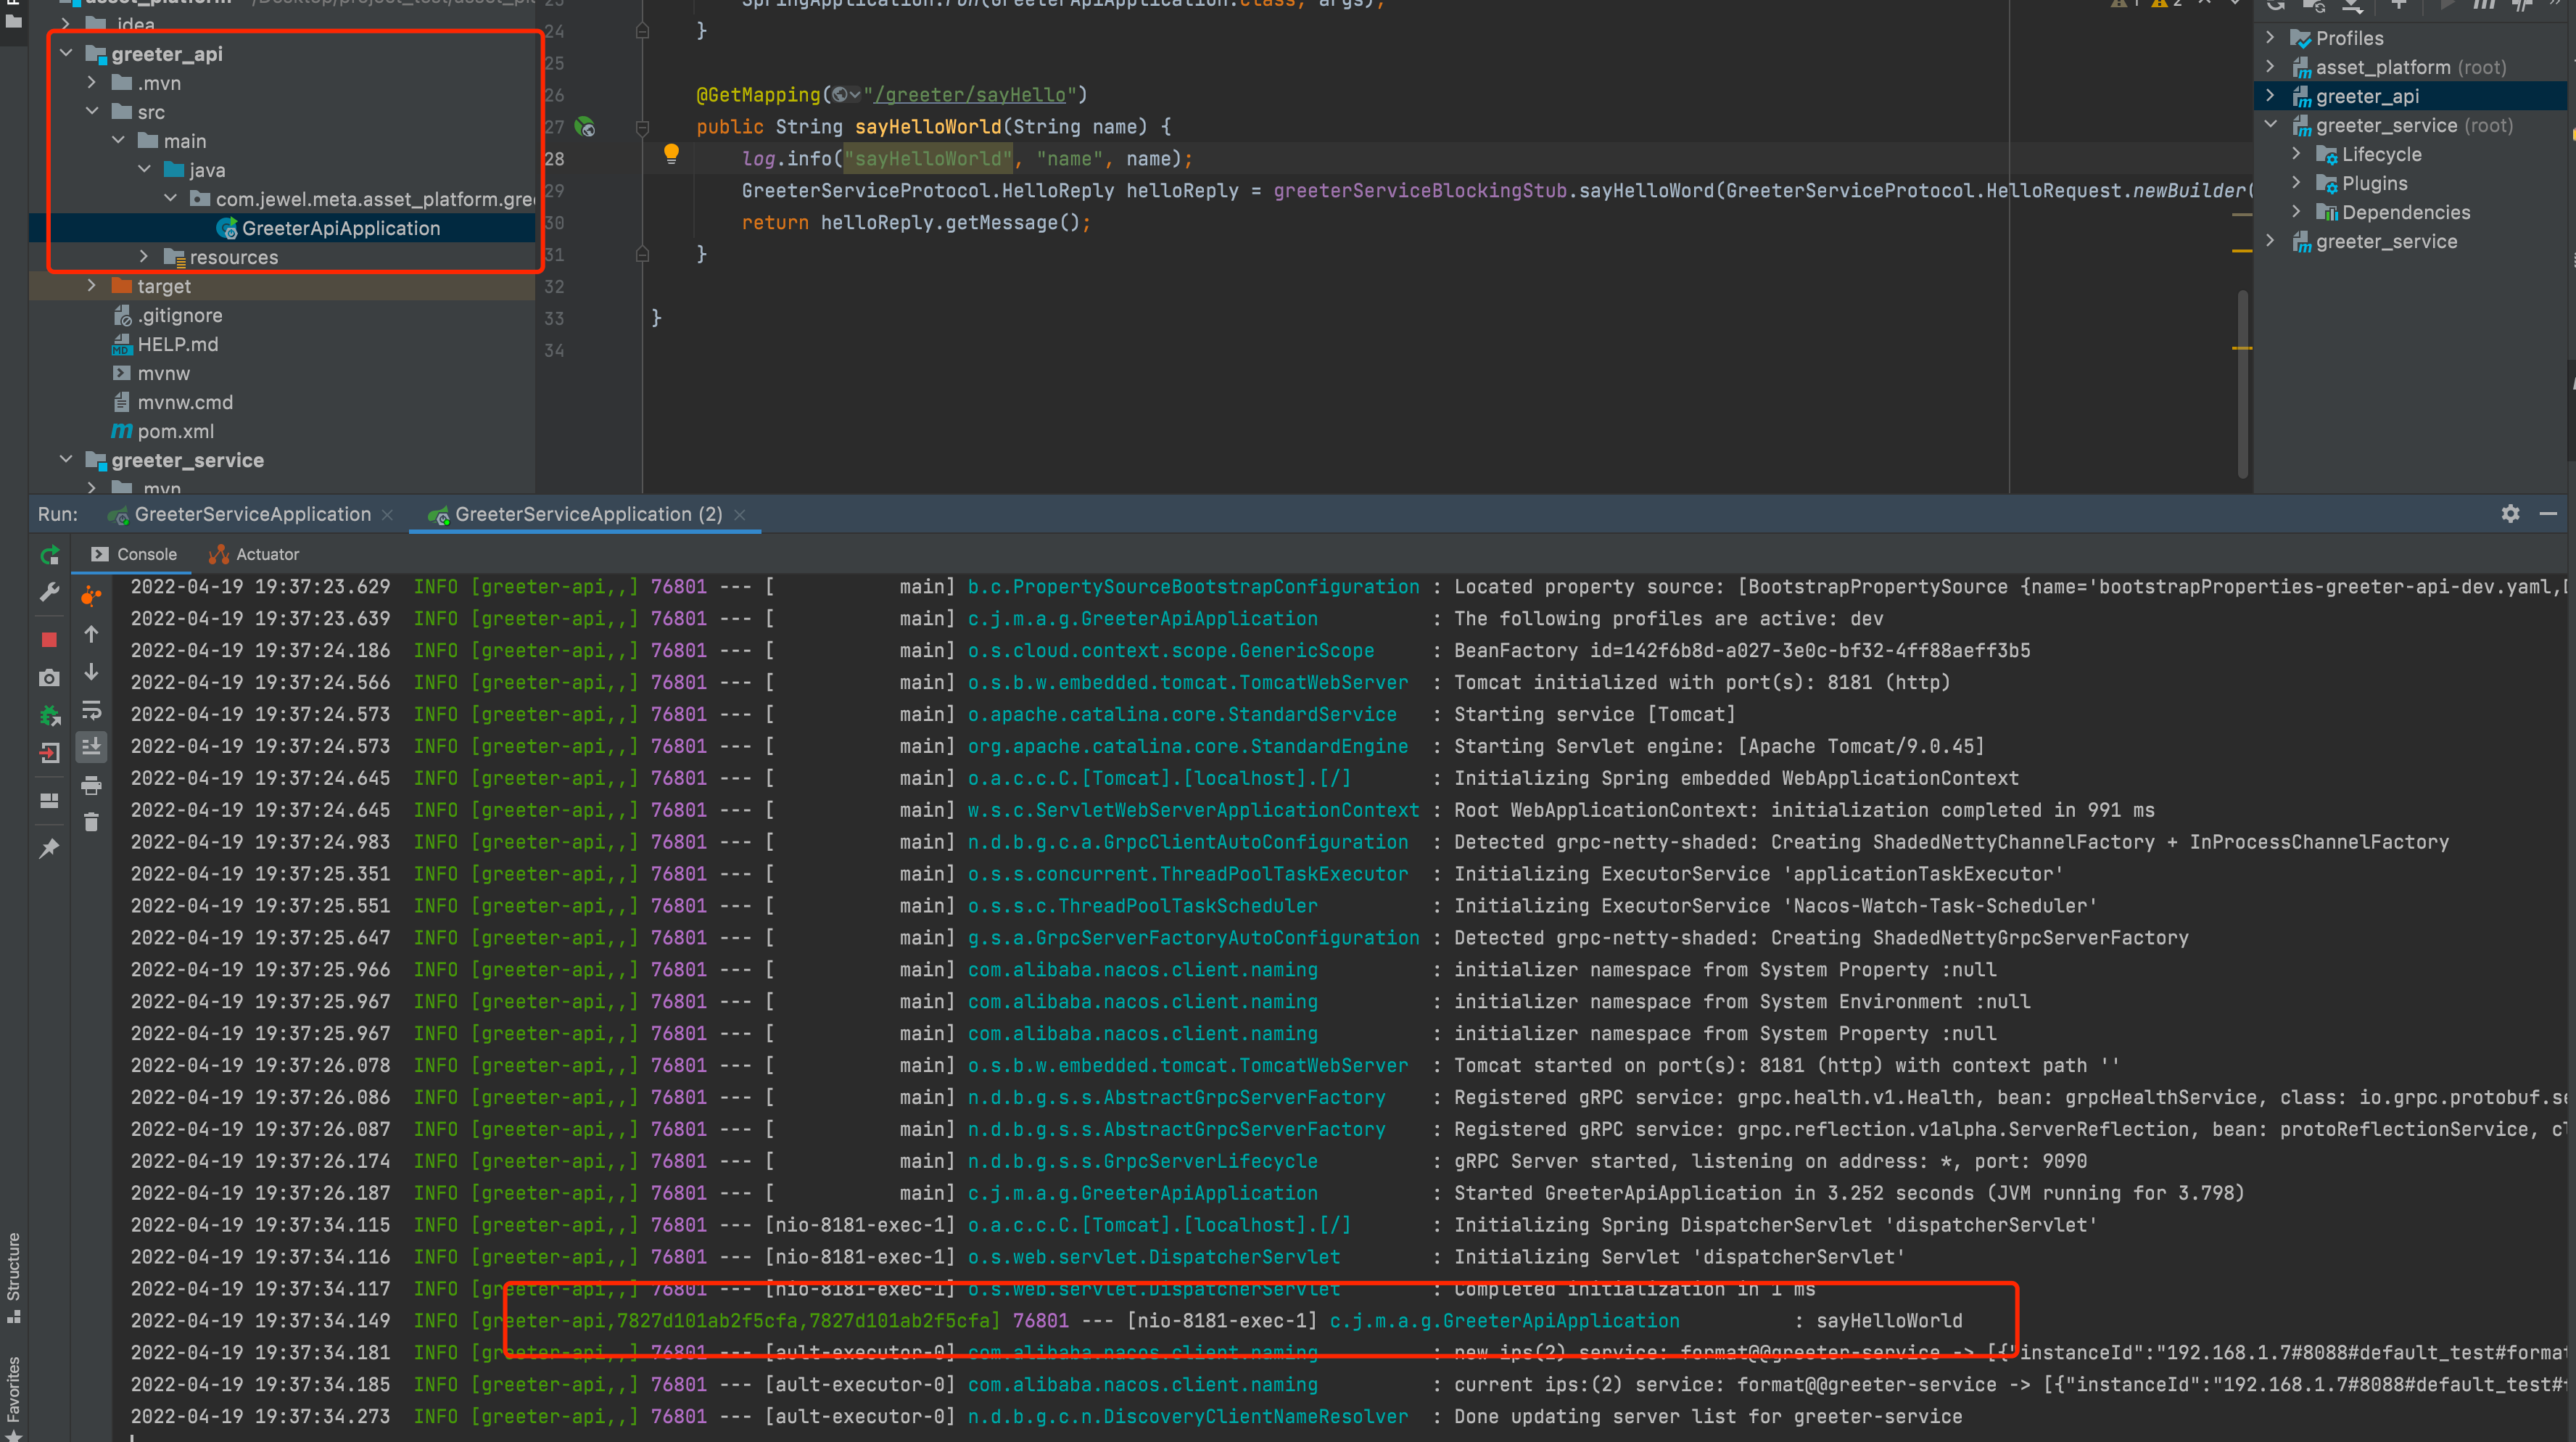 asset_platform
.idea
greeter_api
.mvn
src
main
java
com.jewel.meta.asset_platform.gree
GreeterApiApplication
resources
target
.gitignore
HELP.md
mvnw
mvnw.cmd
pom.xml
greeter_service
.mvn
24 }
25
26 @GetMapping("/greeter/sayHello")
27 public String sayHelloWorld(String name) {
28 log.info("sayHelloWorld", "name", name);
29 GreeterServiceProtocol.HelloReply helloReply = greeterServiceBlockingStub.sayHelloWord(GreeterServiceProtocol.HelloRequest.newBuilder(
30 return helloReply.getMessage();
31 }
32
33 }
34
Profiles
asset_platform (root)
greeter_api
greeter_service (root)
Lifecycle
Plugins
Dependencies
greeter_service
Run: GreeterServiceApplication GreeterServiceApplication (2)
Console Actuator
2022-04-19 19:37:23.629 INFO [greeter-api,,] 76801 --- [ main] b.c.PropertySourceBootstrapConfiguration : Located property source: [BootstrapPropertySource {name='bootstrapProperties-greeter-api-dev.yaml,
2022-04-19 19:37:23.639 INFO [greeter-api,,] 76801 --- [ main] c.j.m.a.g.GreeterApiApplication : The following profiles are active: dev
2022-04-19 19:37:24.186 INFO [greeter-api,,] 76801 --- [ main] o.s.cloud.context.scope.GenericScope : BeanFactory id=142f6b8d-a027-3e0c-bf32-4ff88aeff3b5
2022-04-19 19:37:24.566 INFO [greeter-api,,] 76801 --- [ main] o.s.b.w.embedded.tomcat.TomcatWebServer : Tomcat initialized with port(s): 8181 (http)
2022-04-19 19:37:24.573 INFO [greeter-api,,] 76801 --- [ main] o.apache.catalina.core.StandardService : Starting service [Tomcat]
2022-04-19 19:37:24.573 INFO [greeter-api,,] 76801 --- [ main] org.apache.catalina.core.StandardEngine : Starting Servlet engine: [Apache Tomcat/9.0.45]
2022-04-19 19:37:24.645 INFO [greeter-api,,] 76801 --- [ main] o.a.c.c.C.[Tomcat].[localhost].[/] : Initializing Spring embedded WebApplicationContext
2022-04-19 19:37:24.645 INFO [greeter-api,,] 76801 --- [ main] w.s.c.ServletWebServerApplicationContext : Root WebApplicationContext: initialization completed in 991 ms
2022-04-19 19:37:24.983 INFO [greeter-api,,] 76801 --- [ main] n.d.b.g.c.a.GrpcClientAutoConfiguration : Detected grpc-netty-shaded: Creating ShadedNettyChannelFactory + InProcessChannelFactory
2022-04-19 19:37:25.351 INFO [greeter-api,,] 76801 --- [ main] o.s.s.concurrent.ThreadPoolTaskExecutor : Initializing ExecutorService 'applicationTaskExecutor'
2022-04-19 19:37:25.551 INFO [greeter-api,,] 76801 --- [ main] o.s.s.c.ThreadPoolTaskScheduler : Initializing ExecutorService 'Nacos-Watch-Task-Scheduler'
2022-04-19 19:37:25.647 INFO [greeter-api,,] 76801 --- [ main] g.s.a.GrpcServerFactoryAutoConfiguration : Detected grpc-netty-shaded: Creating ShadedNettyGrpcServerFactory
2022-04-19 19:37:25.966 INFO [greeter-api,,] 76801 --- [ main] com.alibaba.nacos.client.naming : initializer namespace from System Property :null
2022-04-19 19:37:25.967 INFO [greeter-api,,] 76801 --- [ main] com.alibaba.nacos.client.naming : initializer namespace from System Environment :null
2022-04-19 19:37:25.967 INFO [greeter-api,,] 76801 --- [ main] com.alibaba.nacos.client.naming : initializer namespace from System Property :null
2022-04-19 19:37:26.078 INFO [greeter-api,,] 76801 --- [ main] o.s.b.w.embedded.tomcat.TomcatWebServer : Tomcat started on port(s): 8181 (http) with context path ''
2022-04-19 19:37:26.086 INFO [greeter-api,,] 76801 --- [ main] n.d.b.g.s.s.AbstractGrpcServerFactory : Registered gRPC service: grpc.health.v1.Health, bean: grpcHealthService, class: io.grpc.protobuf.se
2022-04-19 19:37:26.087 INFO [greeter-api,,] 76801 --- [ main] n.d.b.g.s.s.AbstractGrpcServerFactory : Registered gRPC service: grpc.reflection.v1alpha.ServerReflection, bean: protoReflectionService, cl
2022-04-19 19:37:26.174 INFO [greeter-api,,] 76801 --- [ main] n.d.b.g.s.s.GrpcServerLifecycle : gRPC Server started, listening on address: *, port: 9090
2022-04-19 19:37:26.187 INFO [greeter-api,,] 76801 --- [ main] c.j.m.a.g.GreeterApiApplication : Started GreeterApiApplication in 3.252 seconds (JVM running for 3.798)
2022-04-19 19:37:34.115 INFO [greeter-api,,] 76801 --- [nio-8181-exec-1] o.a.c.c.C.[Tomcat].[localhost].[/] : Initializing Spring DispatcherServlet 'dispatcherServlet'
2022-04-19 19:37:34.116 INFO [greeter-api,,] 76801 --- [nio-8181-exec-1] o.s.web.servlet.DispatcherServlet : Initializing Servlet 'dispatcherServlet'
2022-04-19 19:37:34.117 INFO [greeter-api,,] 76801 --- [nio-8181-exec-1] o.s.web.servlet.DispatcherServlet : Completed initialization in 1 ms
2022-04-19 19:37:34.149 INFO [greeter-api,7827d101ab2f5cfa,7827d101ab2f5cfa] 76801 --- [nio-8181-exec-1] c.j.m.a.g.GreeterApiApplication : sayHelloWorld
2022-04-19 19:37:34.181 INFO [greeter-api,,] 76801 --- [ault-executor-0] com.alibaba.nacos.client.naming : new ips(2) service: format@@greeter-service -> [{"instanceId":"192.168.1.7#8088#default_test#format
2022-04-19 19:37:34.185 INFO [greeter-api,,] 76801 --- [ault-executor-0] com.alibaba.nacos.client.naming : current ips:(2) service: format@@greeter-service -> [{"instanceId":"192.168.1.7#8088#default_test#
2022-04-19 19:37:34.273 INFO [greeter-api,,] 76801 --- [ault-executor-0] n.d.b.g.c.n.DiscoveryClientNameResolver : Done updating server list for greeter-service
Structure
Favorites